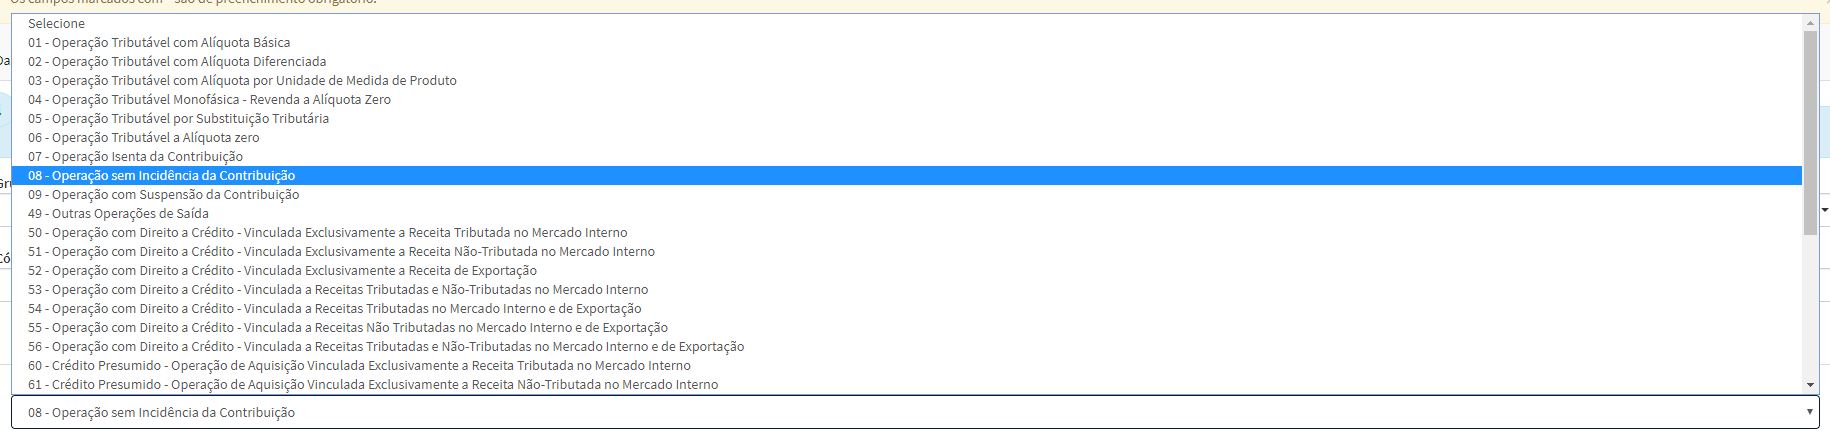 Os campos marcados com * são de preenchimento obrigatório.
Selecione
01 - Operação Tributável com Alíquota Básica
02 - Operação Tributável com Alíquota Diferenciada
03 - Operação Tributável com Alíquota por Unidade de Medida de Produto
04 - Operação Tributável Monofásica - Revenda a Alíquota Zero
05 - Operação Tributável por Substituição Tributária
06 - Operação Tributável a Alíquota zero
07 - Operação Isenta da Contribuição
08 - Operação sem Incidência da Contribuição
09 - Operação com Suspensão da Contribuição
49 - Outras Operações de Saída
50 - Operação com Direito a Crédito - Vinculada Exclusivamente a Receita Tributada no Mercado Interno
51 - Operação com Direito a Crédito - Vinculada Exclusivamente a Receita Não-Tributada no Mercado Interno
52 - Operação com Direito a Crédito - Vinculada Exclusivamente a Receita de Exportação
53 - Operação com Direito a Crédito - Vinculada a Receitas Tributadas e Não-Tributadas no Mercado Interno
54 - Operação com Direito a Crédito - Vinculada a Receitas Tributadas no Mercado Interno e de Exportação
55 - Operação com Direito a Crédito - Vinculada a Receitas Não Tributadas no Mercado Interno e de Exportação
56 - Operação com Direito a Crédito - Vinculada a Receitas Tributadas e Não-Tributadas no Mercado Interno e de Exportação
60 - Crédito Presumido - Operação de Aquisição Vinculada Exclusivamente a Receita Tributada no Mercado Interno
61 - Crédito Presumido - Operação de Aquisição Vinculada Exclusivamente a Receita Não-Tributada no Mercado Interno
08 - Operação sem Incidência da Contribuição